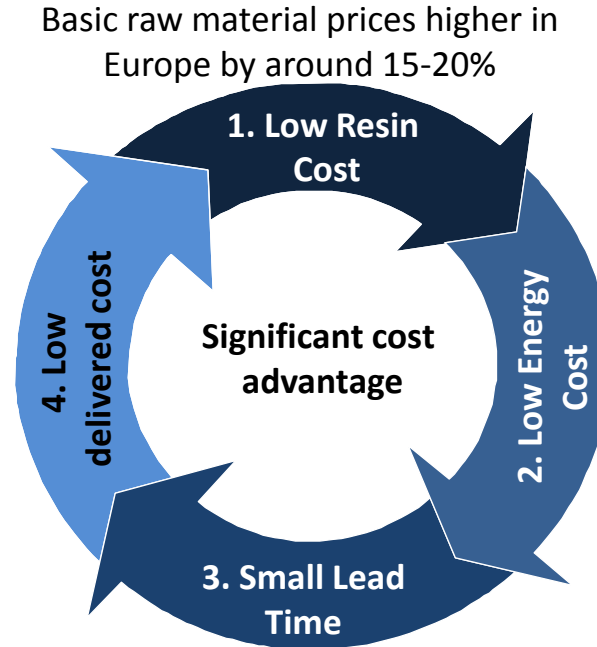 Basic raw material prices higher in
Europe by around 15-20%
1. Low Resin
Cost
2. Low Energy
Cost
3. Small Lead
Time
4. Low
delivered cost
Significant cost
advantage